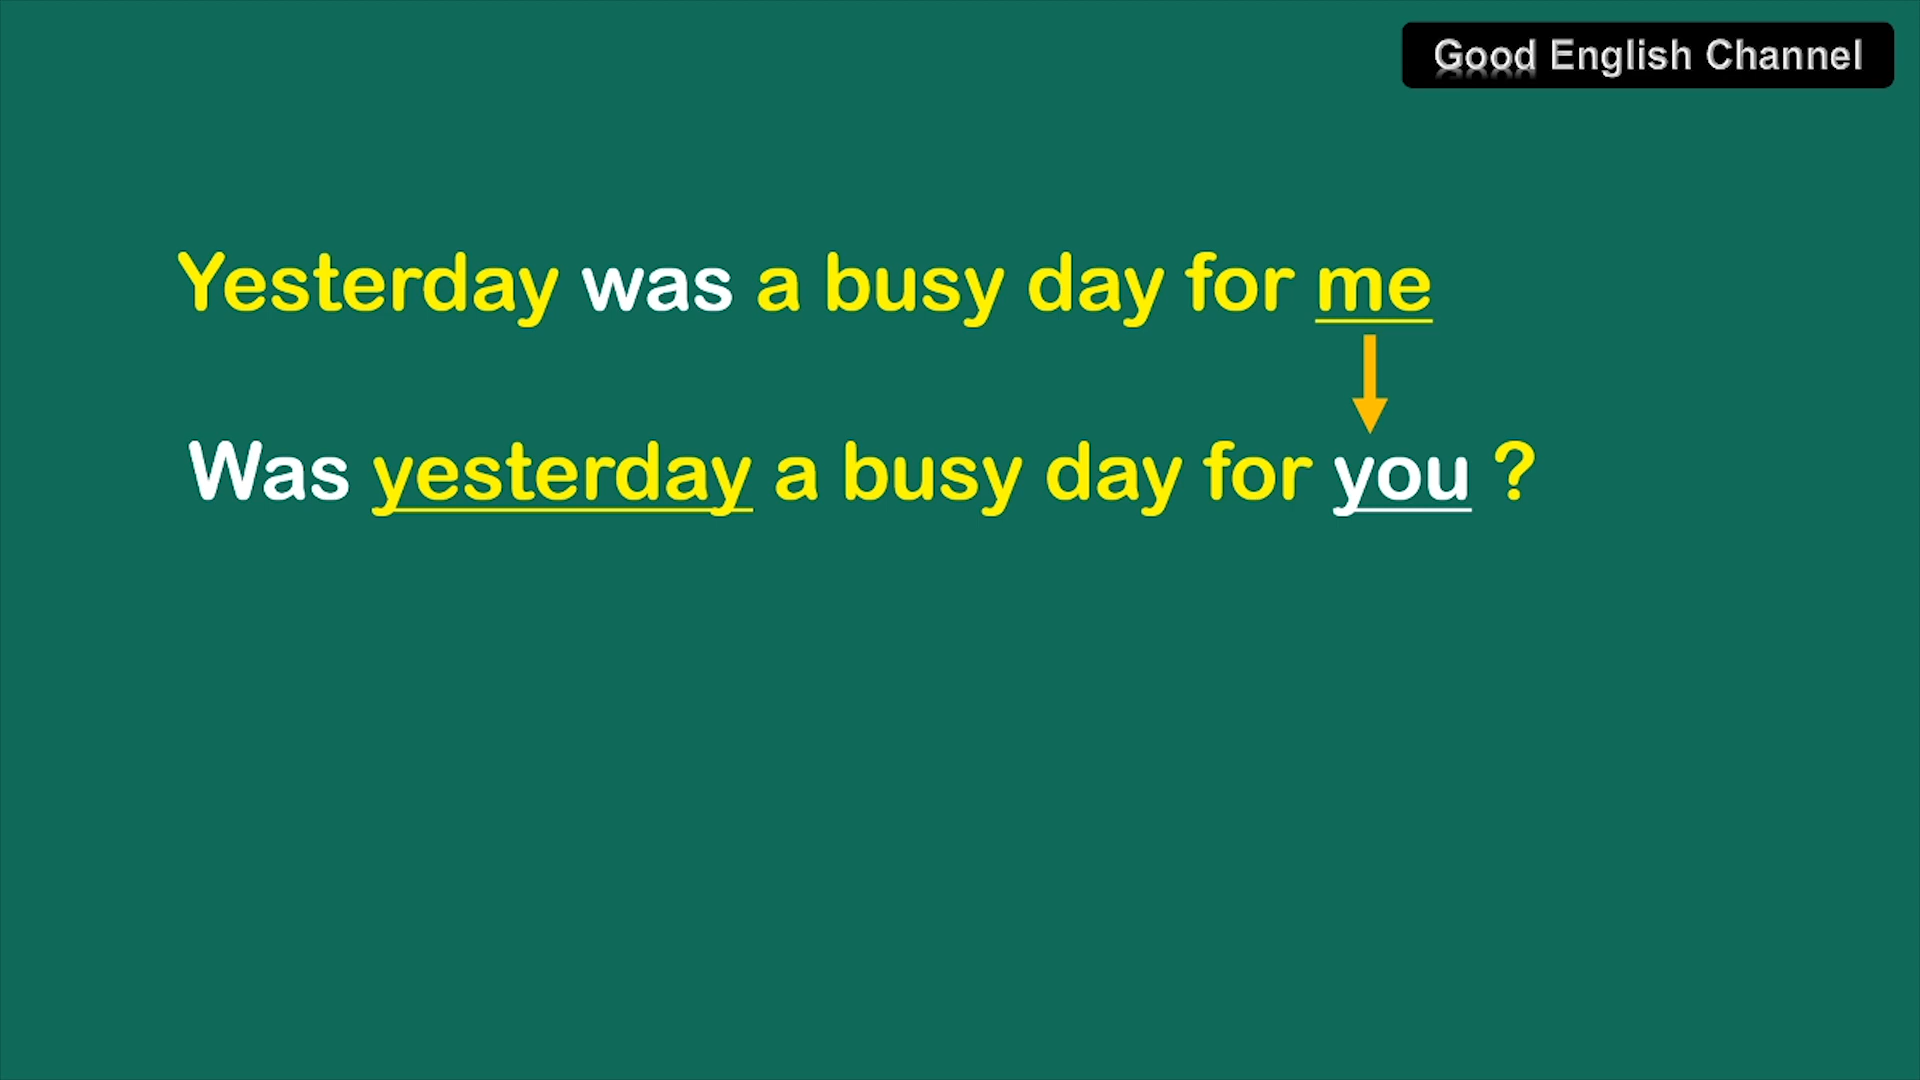 Good English Channel
Yesterday was a busy day for me
Was yesterday a busy day for you ?